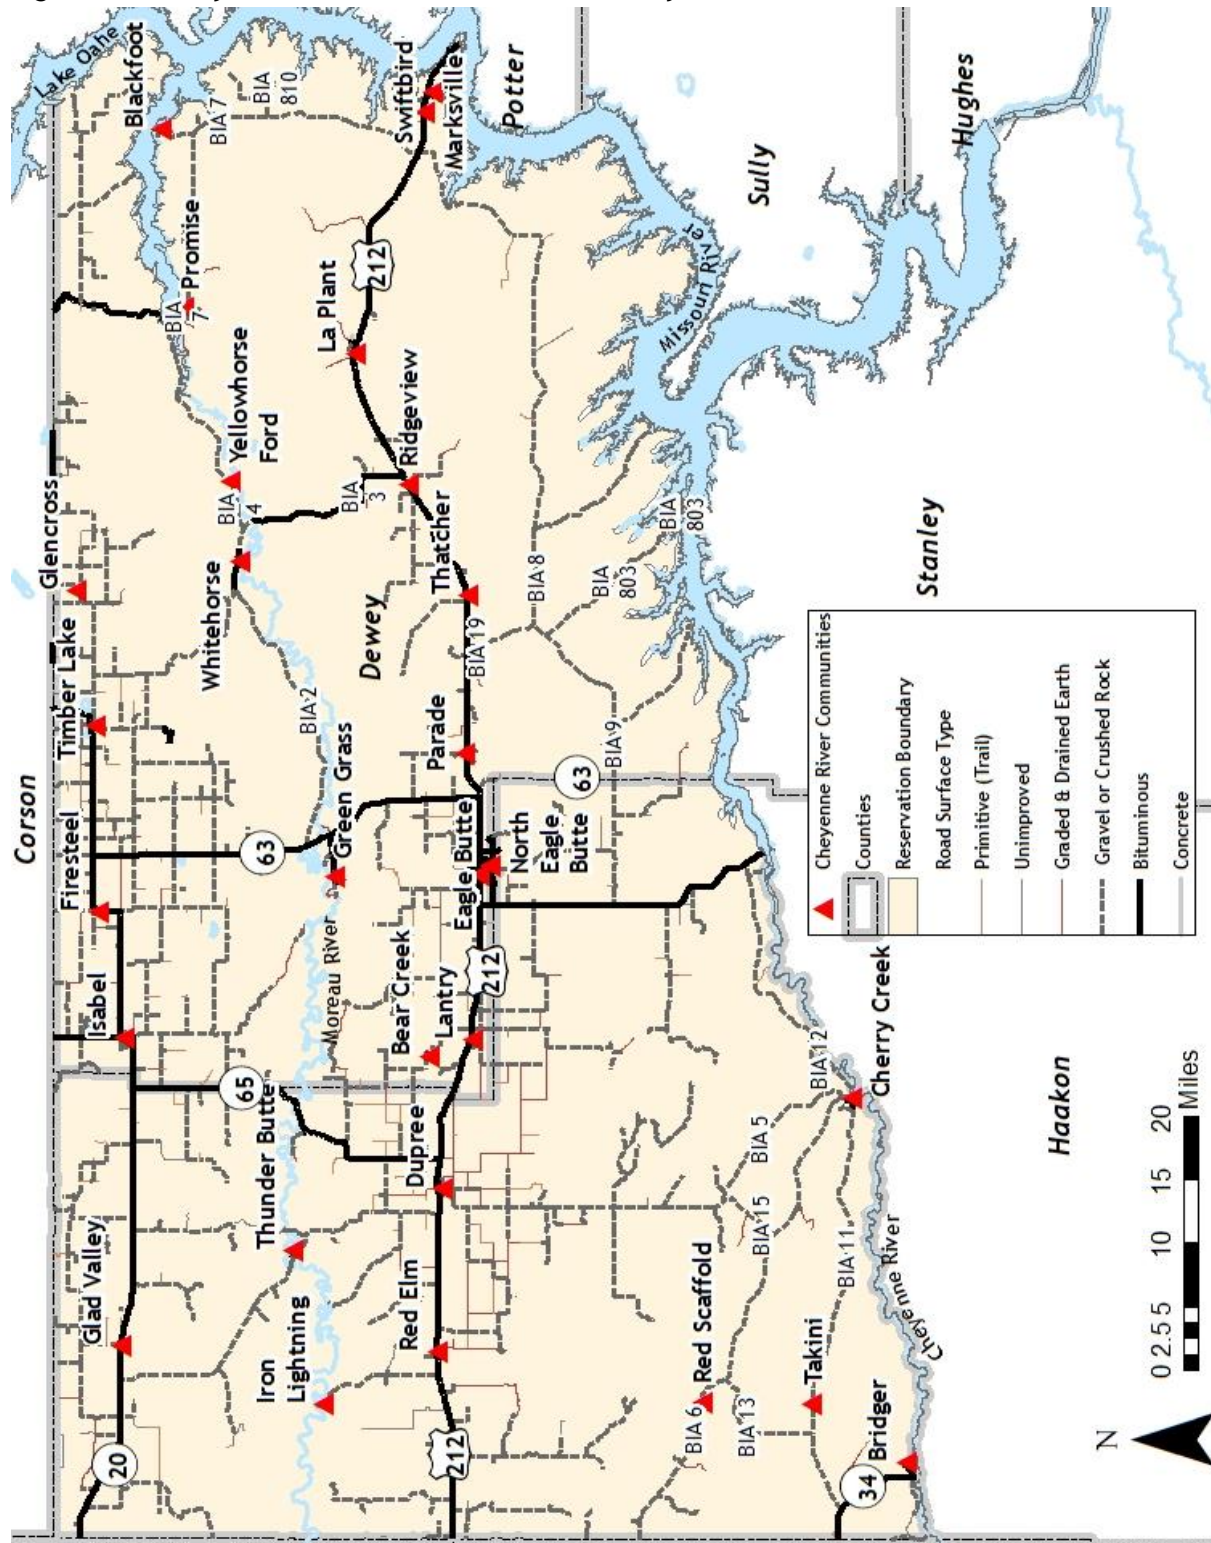 Corson
Lake Oahe
Glad Valley
20
Isabel
Firesteel
Timber Lake
Glencross
Blackfoot
Promise
BIA 7
BIA
7
BIA
810
65
63
Thunder Butte
Iron
Lightning
Moreau River
Green Grass
BIA 2
Whitehorse
BIA
4
Yellowhorse
Ford
BIA
3
La Plant
212
Swiftbird
Marksville
Potter
Dewey
Red Elm
212
Dupree
Bear Creek
Lantry
212
Eagle Butte
North
Eagle
Butte
Parade
BIA 19
Thatcher
Ridgeview
63
BIA 9
BIA 8
BIA
803
BIA
803
Missouri River
Sully
Hughes
Red Scaffold
BIA 6
BIA 13
BIA 15
BIA 5
BIA 12
Takini
BIA 11
Bridger
34
Cheyenne River
Cherry Creek
Stanley
Haakon
Cheyenne River Communities
Counties
Reservation Boundary
Road Surface Type
Primitive (Trail)
Unimproved
Graded & Drained Earth
Gravel or Crushed Rock
Bituminous
Concrete
N
0 2.5 5 10 15 20
Miles